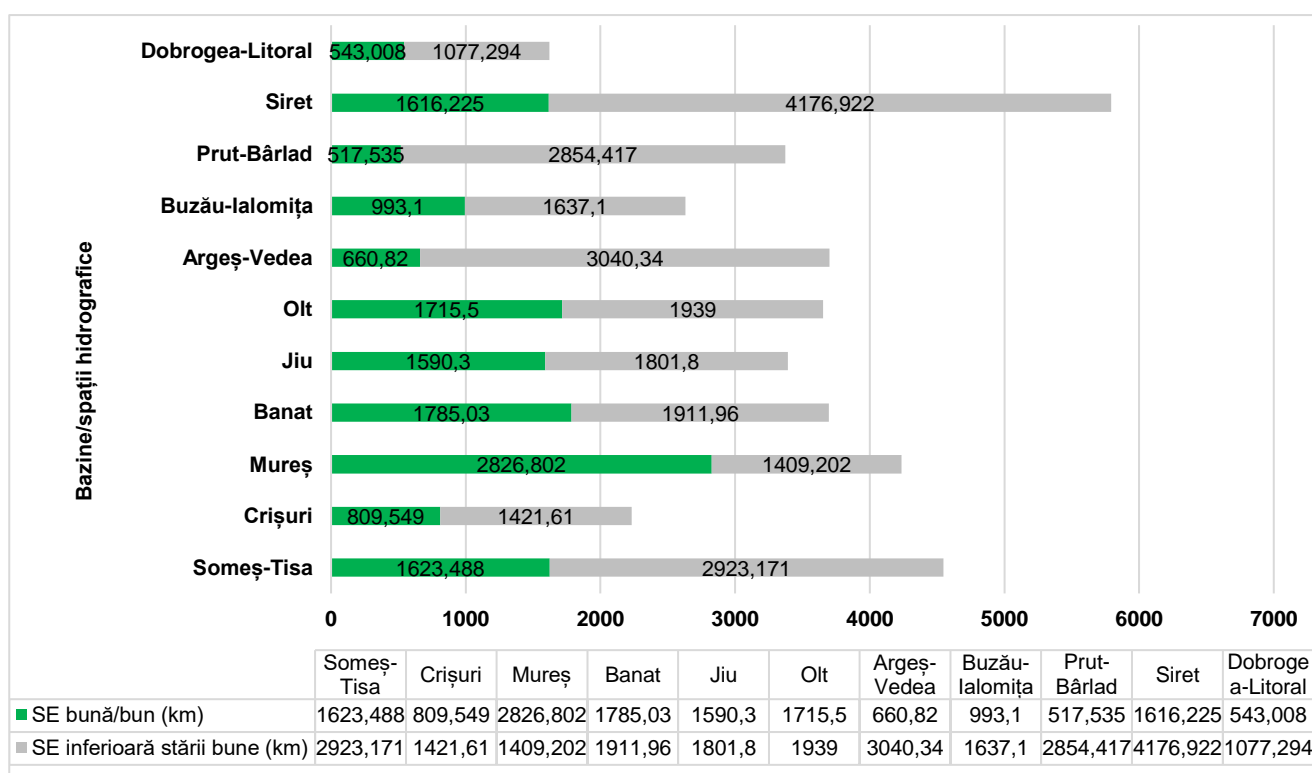 Bazine/spații hidrografice
Dobrogea-Litoral 543,008 1077,294
Siret 1616,225 4176,922
Prut-Bârlad 517,535 2854,417
Buzău-Ialomița 993,1 1637,1
Argeș-Vedea 660,82 3040,34
Olt 1715,5 1939
Jiu 1590,3 1801,8
Banat 1785,03 1911,96
Mureș 2826,802 1409,202
Crișuri 809,549 1421,61
Someș-Tisa 1623,488 2923,171
0 1000 2000 3000 4000 5000 6000 7000
Someș-Tisa Crișuri Mureș Banat Jiu Olt Argeș-Vedea Buzău-Ialomița Prut-Bârlad Siret Dobrogea-Litoral
SE bună/bun (km) 1623,488 809,549 2826,802 1785,03 1590,3 1715,5 660,82 993,1 517,535 1616,225 543,008
SE inferioară stării bune (km) 2923,171 1421,61 1409,202 1911,96 1801,8 1939 3040,34 1637,1 2854,417 4176,922 1077,294